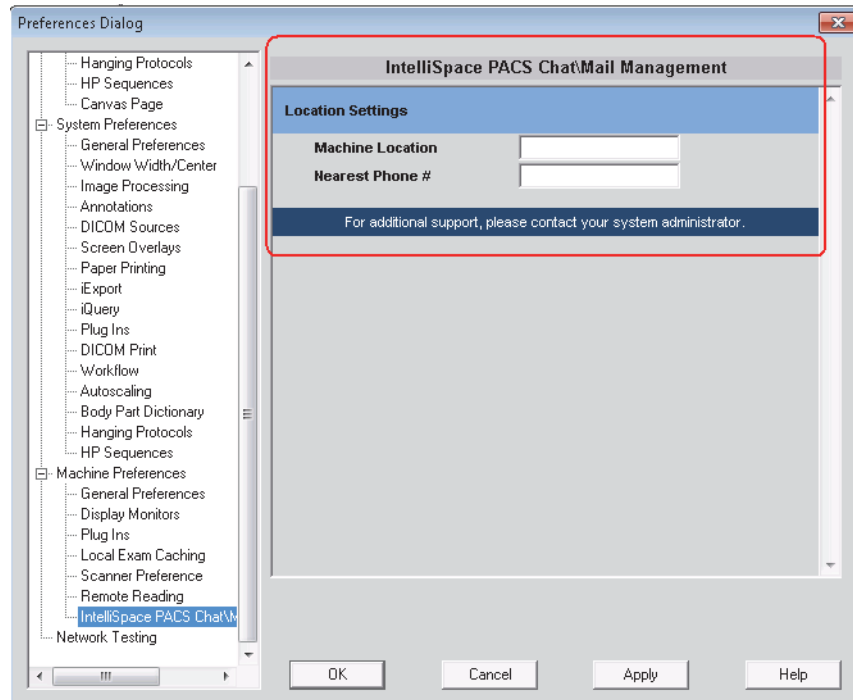 Preferences Dialog
Hanging Protocols
HP Sequences
Canvas Page
System Preferences
General Preferences
Window Width/Center
Image Processing
Annotations
DICOM Sources
Screen Overlays
Paper Printing
iExport
iQuery
Plug Ins
DICOM Print
Workflow
Autoscaling
Body Part Dictionary
Hanging Protocols
HP Sequences
Machine Preferences
General Preferences
Display Monitors
Plug Ins
Local Exam Caching
Scanner Preference
Remote Reading
IntelliSpace PACS Chat\M
Network Testing
IntelliSpace PACS Chat\Mail Management
Location Settings
Machine Location
Nearest Phone #
For additional support, please contact your system administrator.
OK Cancel Apply Help